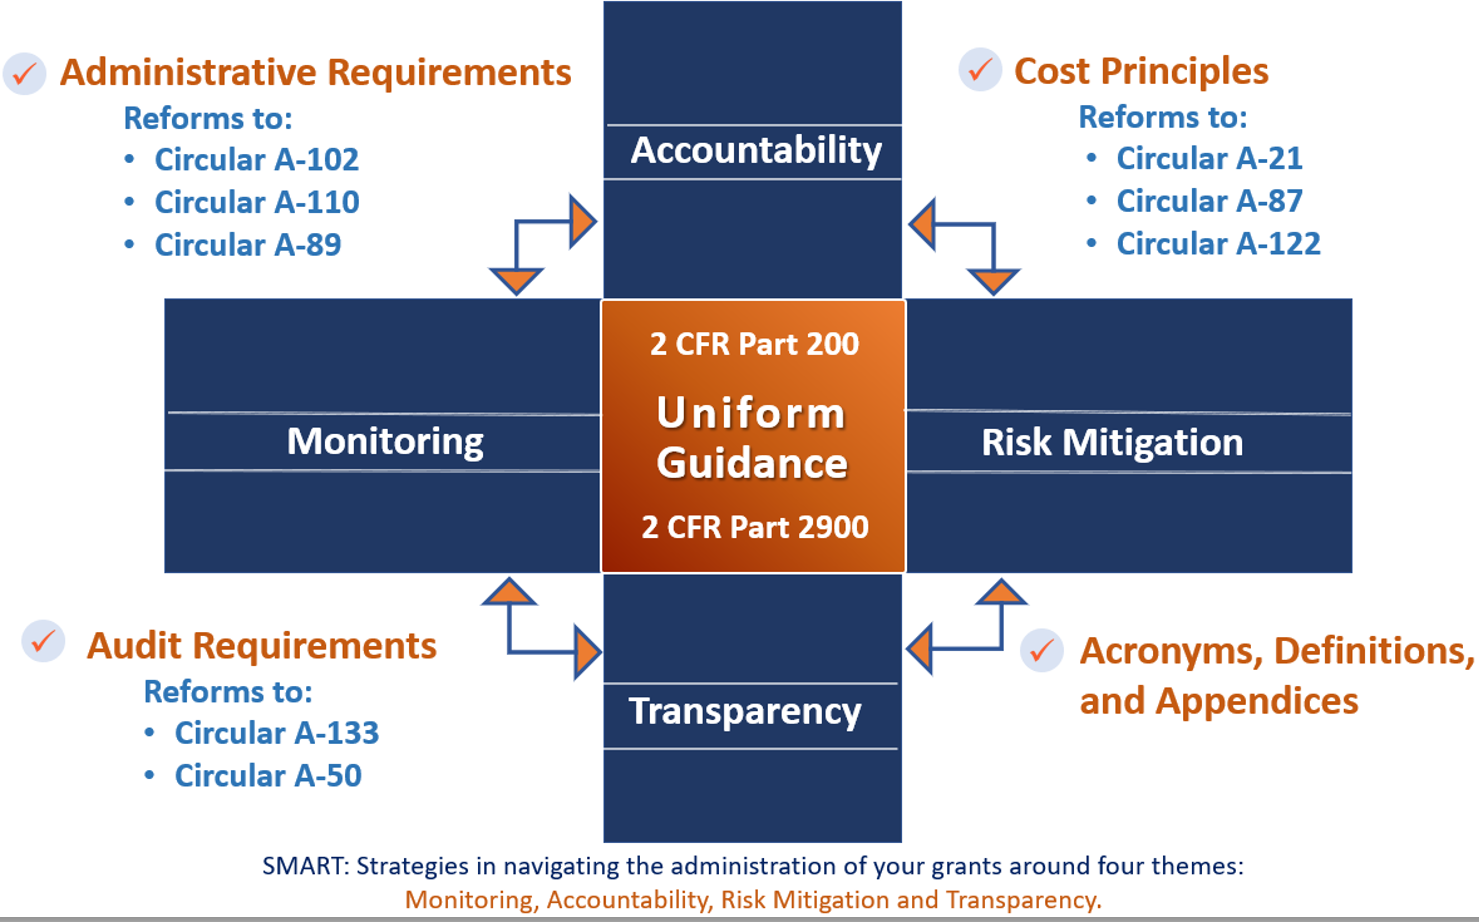 ✓ Administrative Requirements
Reforms to:
• Circular A-102
• Circular A-110
• Circular A-89
Accountability
✓ Cost Principles
Reforms to:
• Circular A-21
• Circular A-87
• Circular A-122
Monitoring
2 CFR Part 200
Uniform
Guidance
2 CFR Part 2900
Risk Mitigation
✓ Audit Requirements
Reforms to:
• Circular A-133
• Circular A-50
Transparency
✓ Acronyms, Definitions,
and Appendices
SMART: Strategies in navigating the administration of your grants around four themes:
Monitoring, Accountability, Risk Mitigation and Transparency.